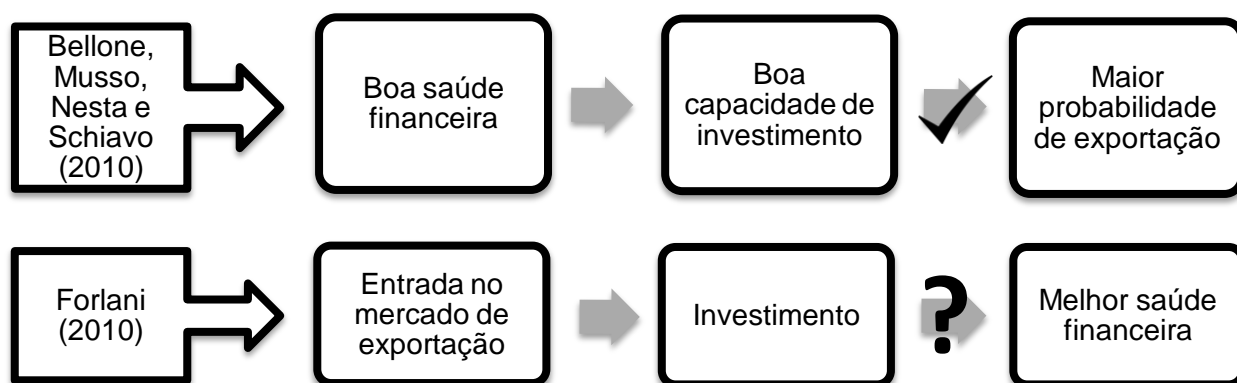 Bellone,
Musso,
Nesta e
Schiavo
(2010)
Boa saúde
financeira
Boa
capacidade de
investimento
Maior
probabilidade
de exportação
Forlani
(2010)
Entrada no
mercado de
exportação
Investimento
?
Melhor saúde
financeira